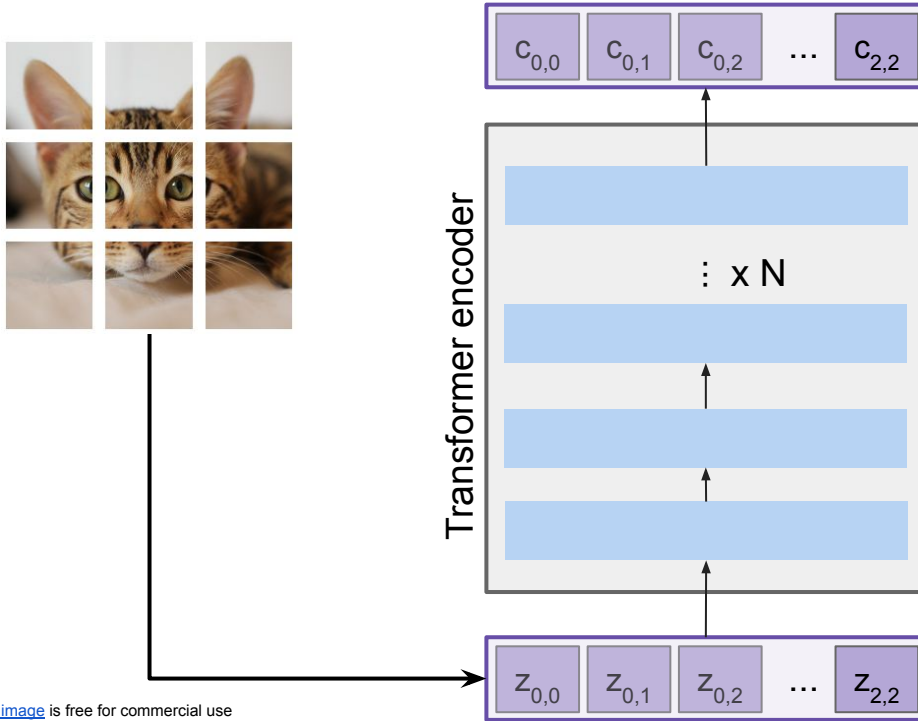 c0,0 c0,1 c0,2 ... c2,2
Transformer encoder
⋮ x N
z0,0 z0,1 z0,2 ... z2,2
image is free for commercial use